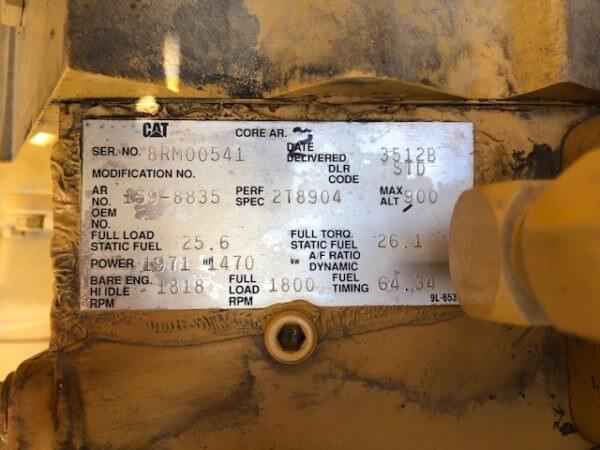 CAT CORE AR.
SER. NO. 8RM00541 DATE DELIVERED 3512B
MODIFICATION NO. DLR CODE STD
AR NO. 159-8835 PERF SPEC 2T8904 MAX ALT 900
OEM NO.
FULL LOAD STATIC FUEL 25.6 FULL TORQ. STATIC FUEL 26.1
POWER 1971 HP 1470 kw A/F RATIO DYNAMIC
BARE ENG. HI IDLE RPM 1818 FULL LOAD RPM 1800 FUEL TIMING 64.34
9L-653